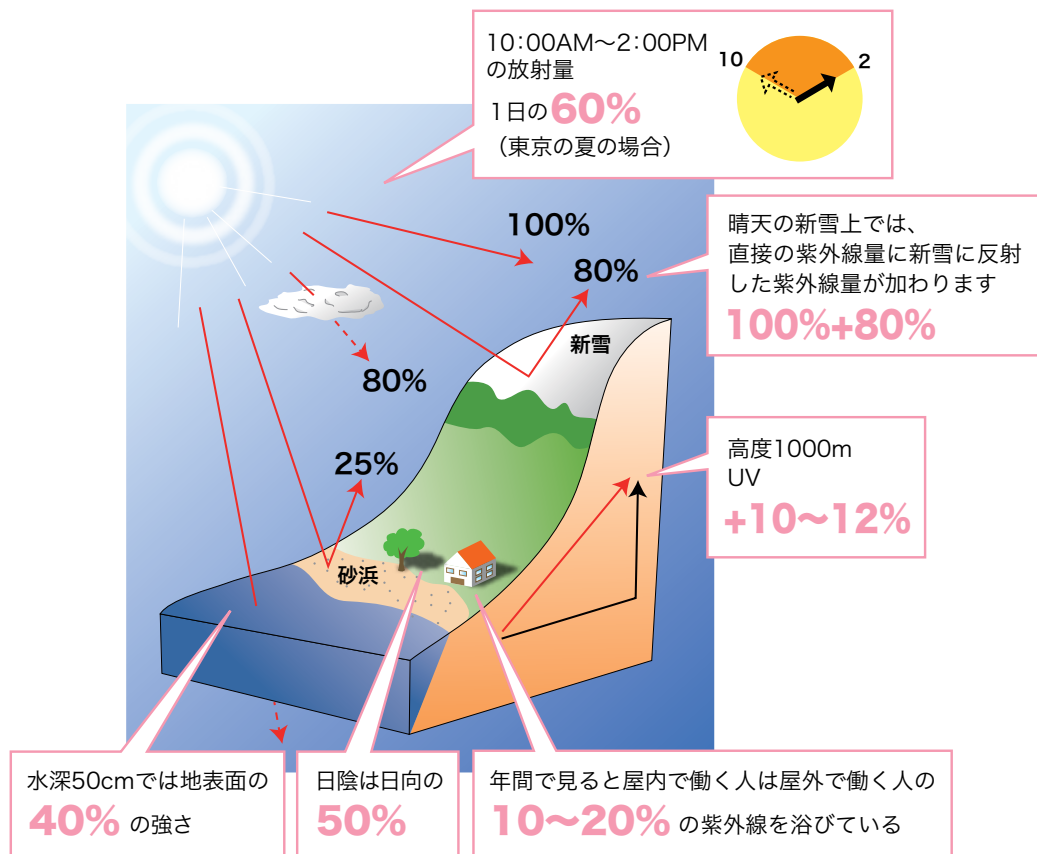 10:00AM〜2:00PM
の放射量
1日の60%
（東京の夏の場合）
10
2
100%
80%
晴天の新雪上では、
直接の紫外線量に新雪に反射
した紫外線量が加わります
100%+80%
新雪
80%
25%
高度1000m
UV
+10〜12%
砂浜
水深50cmでは地表面の
40% の強さ
日陰は日向の
50%
年間で見ると屋内で働く人は屋外で働く人の
10〜20% の紫外線を浴びている